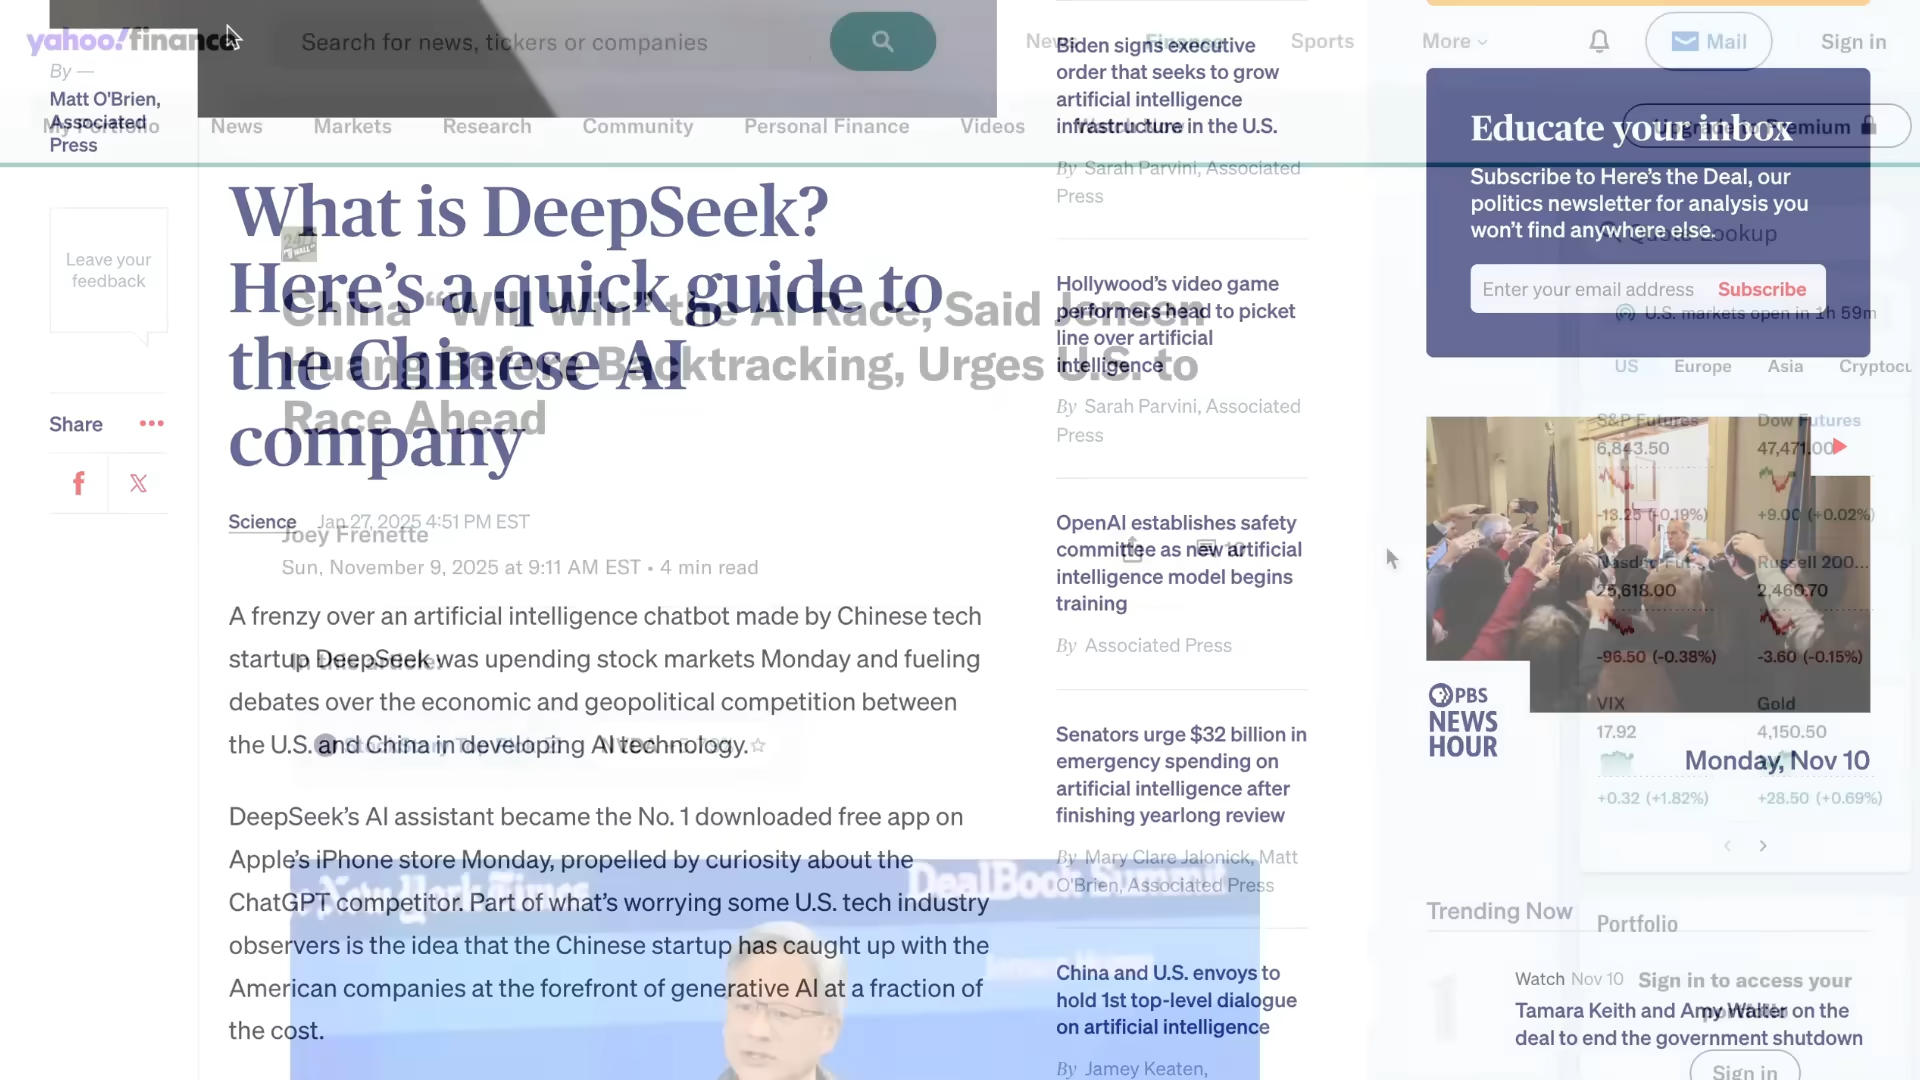 yahoo!finance
Search for news, tickers or companies
News
Finance
Sports
More
Mail
Sign in
My Portfolio
News
Markets
Research
Community
Personal Finance
Videos
Upgrade to Premium
By —
Matt O'Brien,
Associated
Press
Leave your
feedback
Share
What is DeepSeek?
Here’s a quick guide to
the Chinese AI
company
Science
Jan 27, 2025 4:51 PM EST
A frenzy over an artificial intelligence chatbot made by Chinese tech
startup DeepSeek was upending stock markets Monday and fueling
debates over the economic and geopolitical competition between
the U.S. and China in developing AI technology.
DeepSeek’s AI assistant became the No. 1 downloaded free app on
Apple’s iPhone store Monday, propelled by curiosity about the
ChatGPT competitor. Part of what’s worrying some U.S. tech industry
observers is the idea that the Chinese startup has caught up with the
American companies at the forefront of generative AI at a fraction of
the cost.
China “Will Win” the AI Race, Said Jensen
Huang Before Backtracking, Urges U.S. to
Race Ahead
Joey Frenette
Sun, November 9, 2025 at 9:11 AM EST • 4 min read
New York Times
DealBook Summit
Biden signs executive
order that seeks to grow
artificial intelligence
infrastructure in the U.S.
By Sarah Parvini, Associated
Press
Hollywood’s video game
performers head to picket
line over artificial
intelligence
By Sarah Parvini, Associated
Press
OpenAI establishes safety
committee as new artificial
intelligence model begins
training
By Associated Press
Senators urge $32 billion in
emergency spending on
artificial intelligence after
finishing yearlong review
By Mary Clare Jalonick, Matt
O'Brien, Associated Press
China and U.S. envoys to
hold 1st top-level dialogue
on artificial intelligence
By Jamey Keaten,
Educate your inbox
Subscribe to Here’s the Deal, our
politics newsletter for analysis you
won’t find anywhere else.
Enter your email address
Subscribe
Quote Lookup
U.S. markets open in 1h 59m
US
Europe
Asia
S&P Futures
6,843.50
-13.25 (-0.19%)
Dow Futures
47,471.00
+9.00 (+0.02%)
Nasdaq Fut...
25,618.00
-96.50 (-0.38%)
Russell 200...
2,460.70
-3.60 (-0.15%)
VIX
17.92
+0.32 (+1.82%)
Gold
4,150.50
+28.50 (+0.69%)
PBS
NEWS
HOUR
Monday, Nov 10
Trending Now
Portfolio
1
Watch Nov 10
Tamara Keith and Amy Walter on the
deal to end the government shutdown
Sign in to access your
portfolio
Sign in